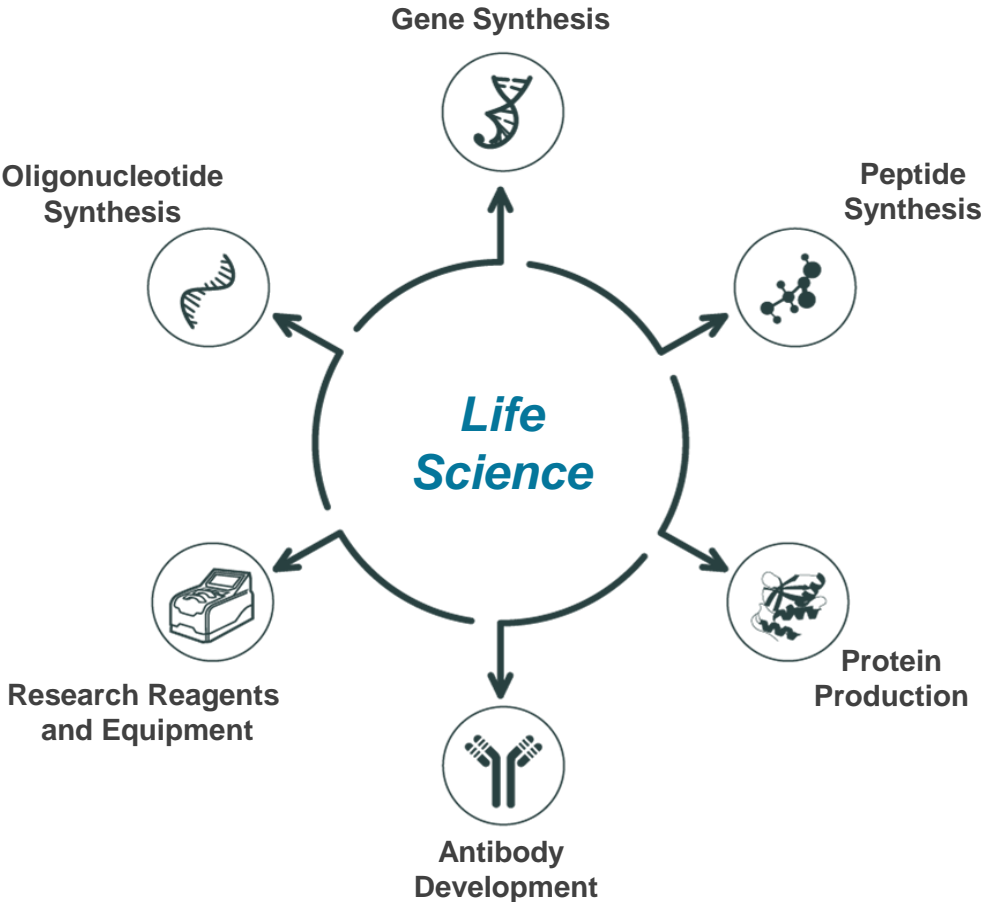 Gene Synthesis
Oligonucleotide
Synthesis
Peptide
Synthesis
Life
Science
Protein
Production
Research Reagents
and Equipment
Antibody
Development